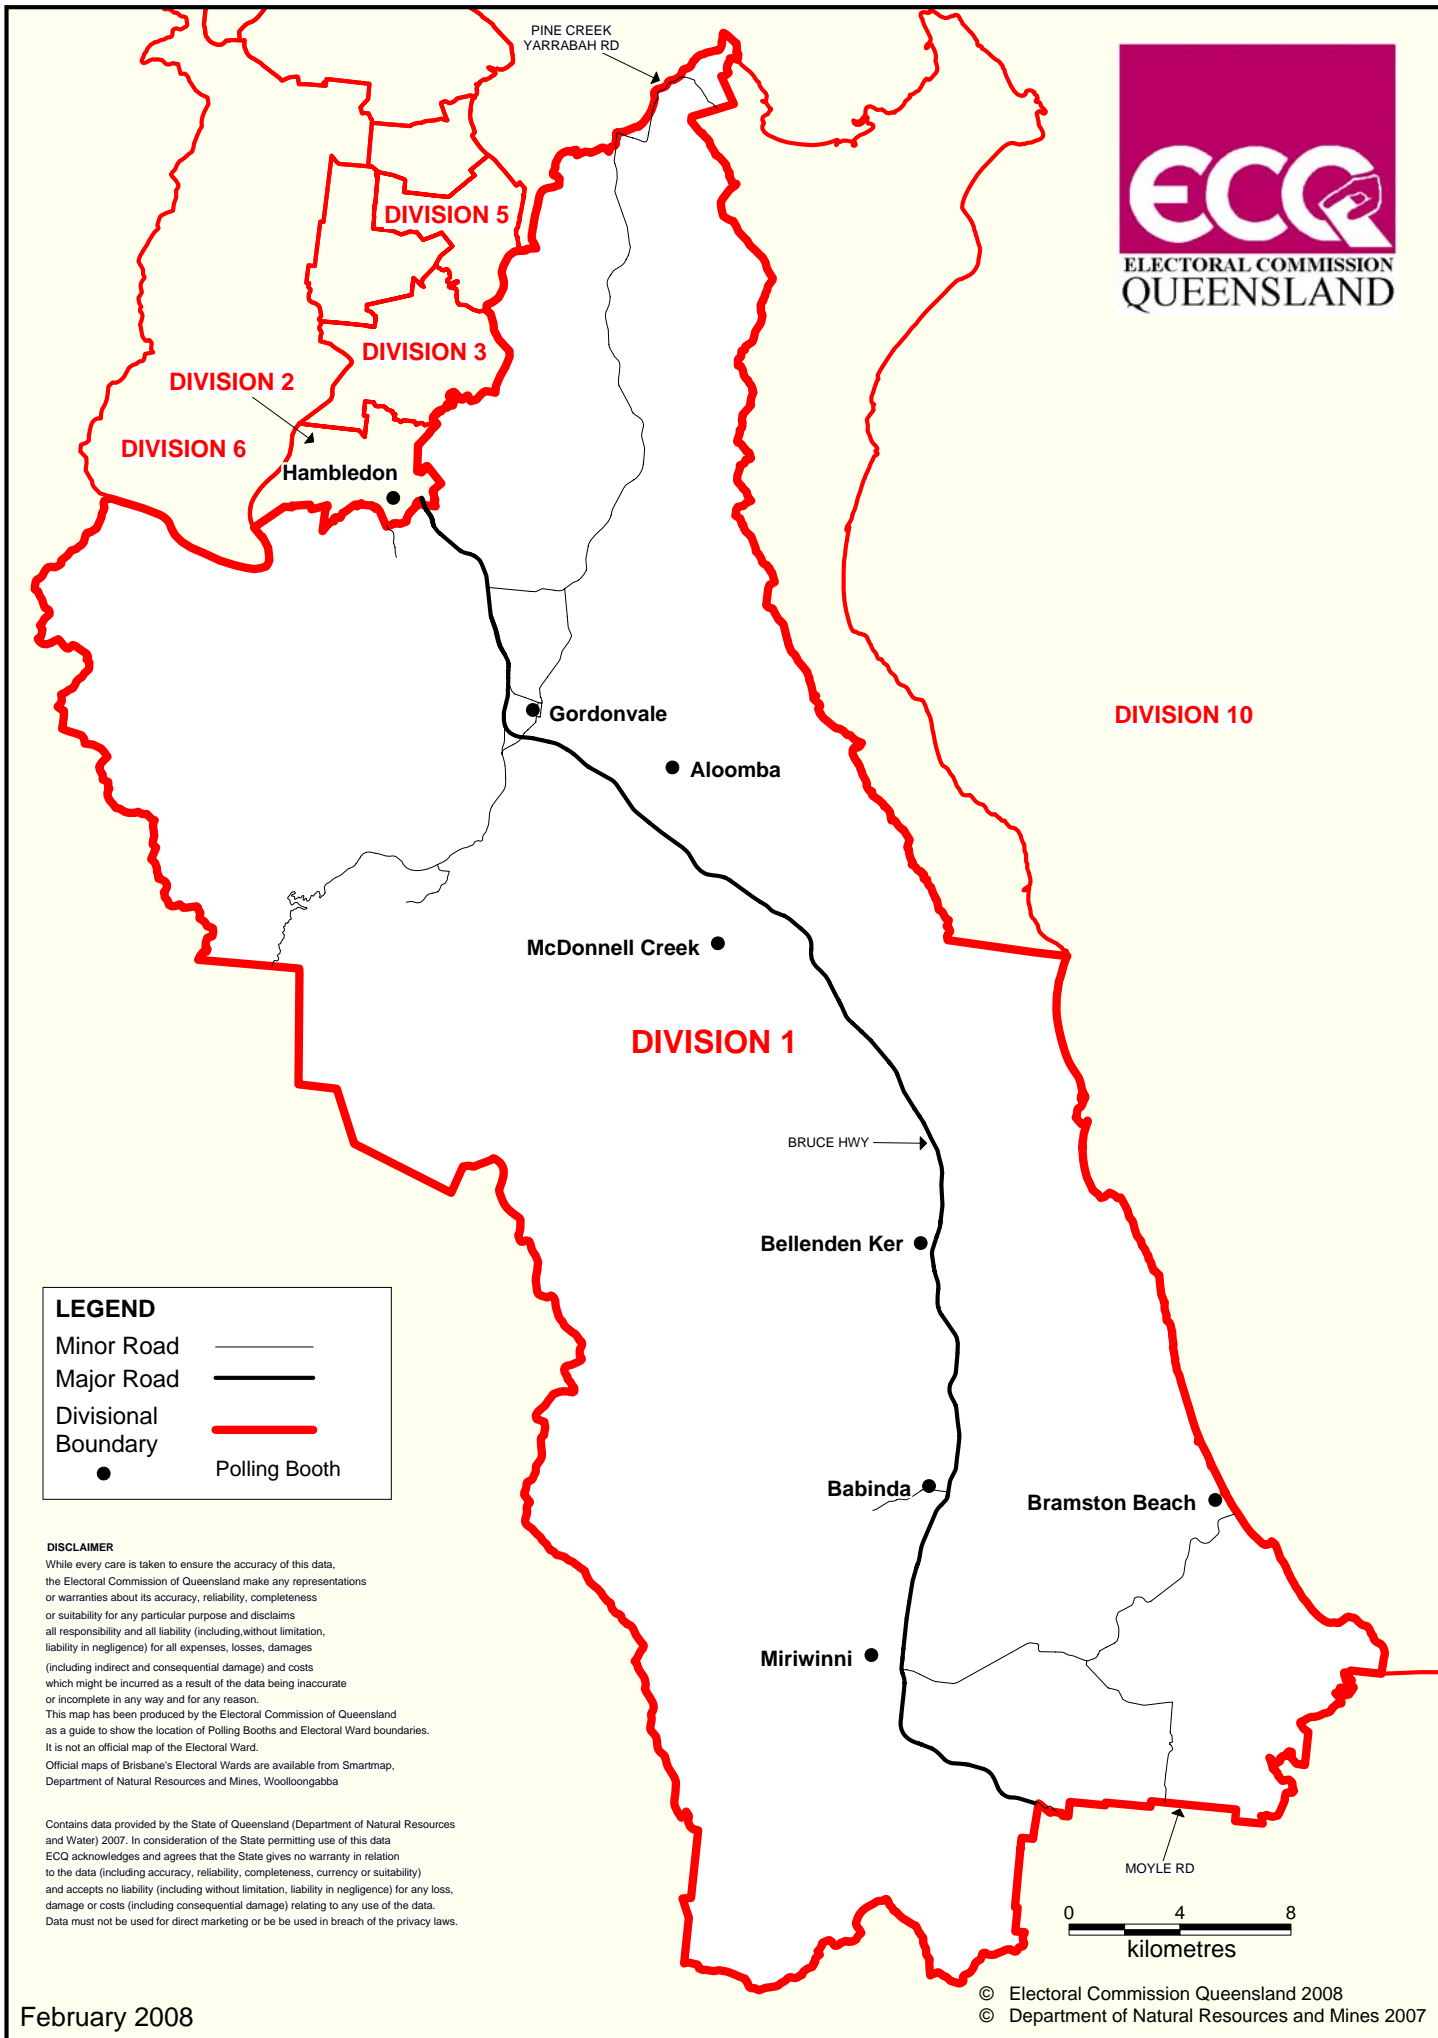 PINE CREEK
YARRABAH RD
ECQ
ELECTORAL COMMISSION
QUEENSLAND
DIVISION 5
DIVISION 3
DIVISION 2
DIVISION 6
Hambledon
Gordonvale
DIVISION 10
Aloomba
McDonnell Creek
DIVISION 1
BRUCE HWY
Bellenden Ker
LEGEND
Minor Road
Major Road
Divisional
Boundary
Polling Booth
Babinda
Bramston Beach
Miriwinni
DISCLAIMER
While every care is taken to ensure the accuracy of this data,
the Electoral Commission of Queensland make any representations
or warranties about its accuracy, reliability, completeness
or suitability for any particular purpose and disclaims
all responsibility and all liability (including,without limitation,
liability in negligence) for all expenses, losses, damages
(including indirect and consequential damage) and costs
which might be incurred as a result of the data being inaccurate
or incomplete in any way and for any reason.
This map has been produced by the Electoral Commission of Queensland
as a guide to show the location of Polling Booths and Electoral Ward boundaries.
It is not an official map of the Electoral Ward.
Official maps of Brisbane's Electoral Wards are available from Smartmap,
Department of Natural Resources and Mines, Woolloongabba
Contains data provided by the State of Queensland (Department of Natural Resources
and Water) 2007. In consideration of the State permitting use of this data
ECQ acknowledges and agrees that the State gives no warranty in relation
to the data (including accuracy, reliability, completeness, currency or suitability)
and accepts no liability (including without limitation, liability in negligence) for any loss,
damage or costs (including consequential damage) relating to any use of the data.
Data must not be used for direct marketing or be be used in breach of the privacy laws.
MOYLE RD
0 4 8
kilometres
© Electoral Commission Queensland 2008
© Department of Natural Resources and Mines 2007
February 2008